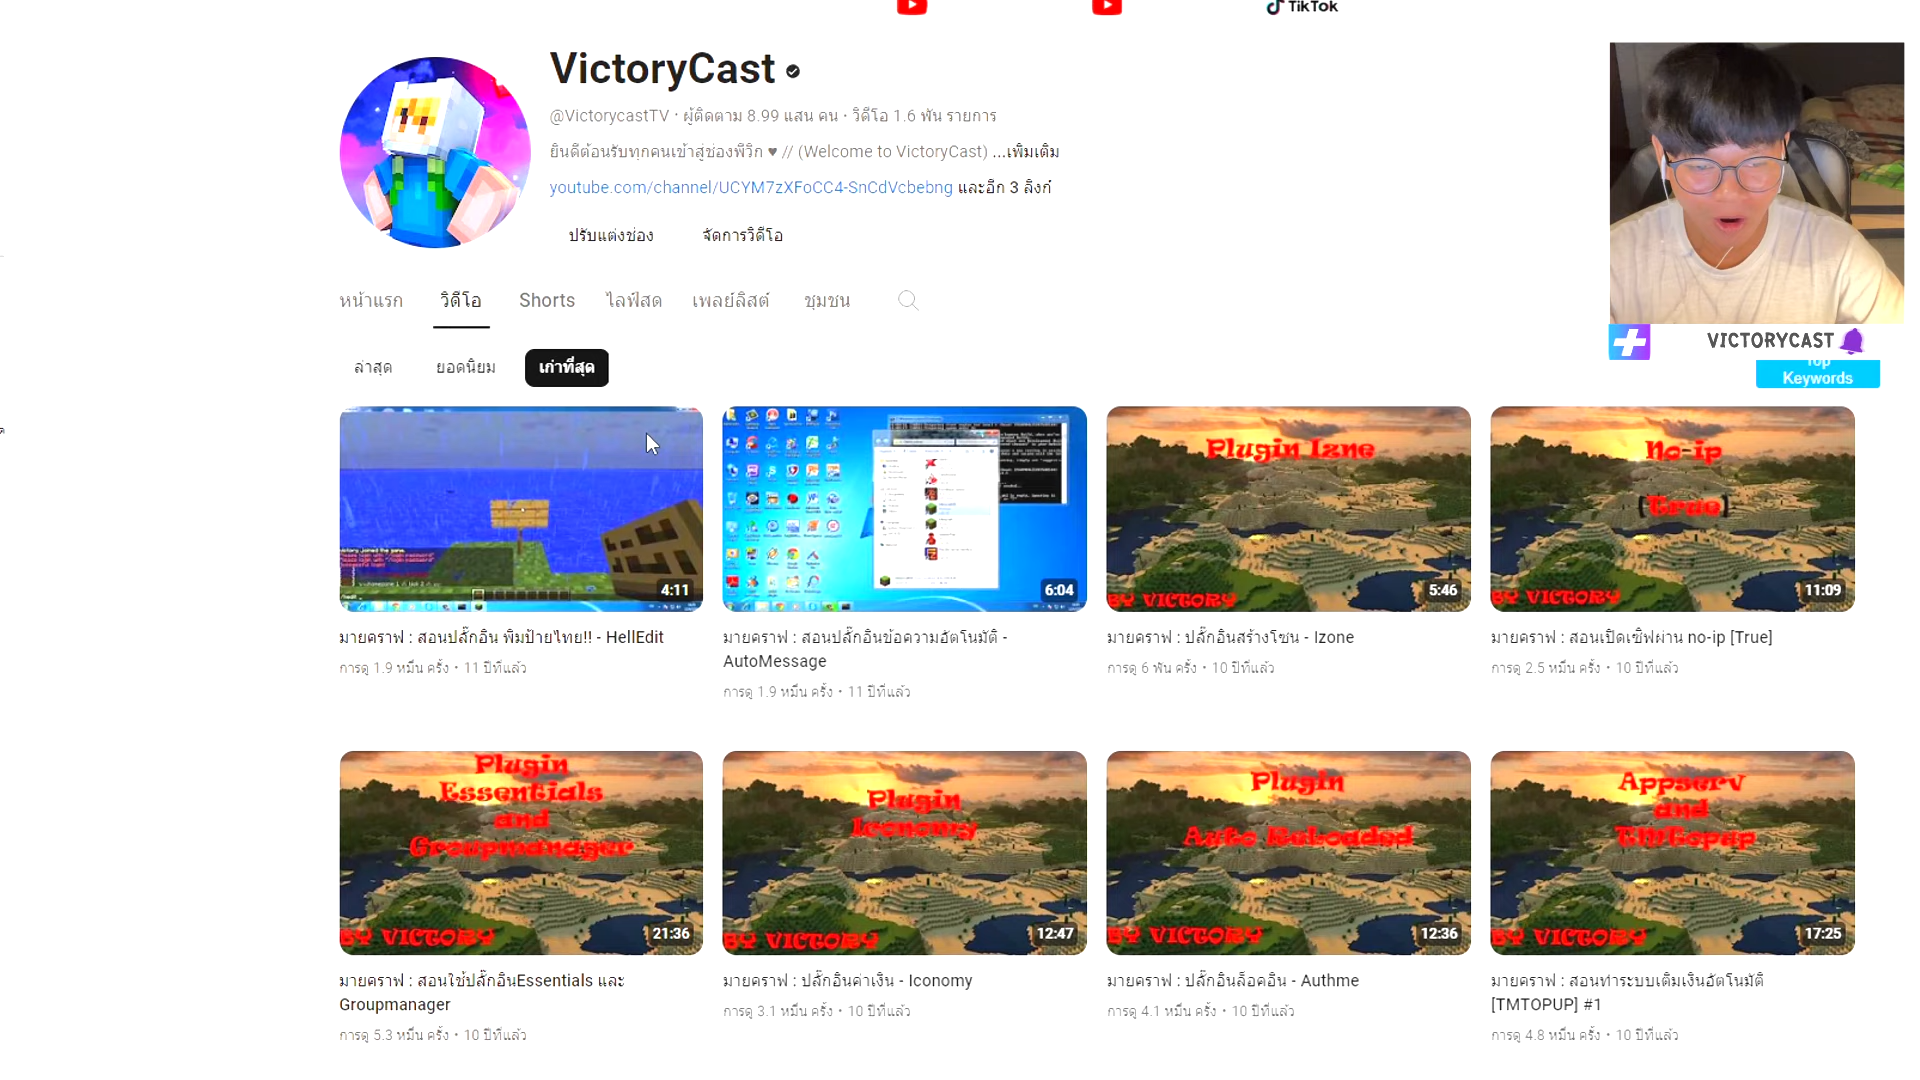 TikTok
VictoryCast
@VictorycastTV · ผู้ติดตาม 8.99 แสน คน · วิดีโอ 1.6 พัน รายการ
ยินดีต้อนรับทุกคนเข้าสู่ช่องพี่วิก ♥ // (Welcome to VictoryCast) ...เพิ่มเติม
youtube.com/channel/UCYM7zXFoCC4-SnCdVcbebng และอีก 3 ลิงก์
ปรับแต่งช่อง จัดการวิดีโอ
หน้าแรก วิดีโอ Shorts ไลฟ์สด เพลย์ลิสต์ ชุมชน
VICTORYCAST
Top
Keywords
ล่าสุด ยอดนิยม เก่าที่สุด
Plugin Izne
No-ip
(True)
BY VICTORY
BY VICTORY
4:11 6:04 5:46 11:09
มายคราฟ : สอนปลั๊กอิน พิมป้ายไทย!! - HellEdit
การดู 1.9 หมื่น ครั้ง · 11 ปีที่แล้ว
มายคราฟ : สอนปลั๊กอินข้อความอัตโนมัติ -
AutoMessage
การดู 1.9 หมื่น ครั้ง · 11 ปีที่แล้ว
มายคราฟ : ปลั๊กอินสร้างโซน - Izone
การดู 6 พัน ครั้ง · 10 ปีที่แล้ว
มายคราฟ : สอนเปิดเซิฟผ่าน no-ip [True]
การดู 2.5 หมื่น ครั้ง · 10 ปีที่แล้ว
Plugin
Essentials
and
Groupmanager
BY VICTORY
21:36
Plugin
Iconomy
BY VICTORY
12:47
Plugin
Auto Reloaded
BY VICTORY
12:36
Appserv
and
TMTopup
BY VICTORY
17:25
มายคราฟ : สอนใช้ปลั๊กอินEssentials และ
Groupmanager
การดู 5.3 หมื่น ครั้ง · 10 ปีที่แล้ว
มายคราฟ : ปลั๊กอินค่าเงิน - Iconomy
การดู 3.1 หมื่น ครั้ง · 10 ปีที่แล้ว
มายคราฟ : ปลั๊กอินล็อคอิน - Authme
การดู 4.1 หมื่น ครั้ง · 10 ปีที่แล้ว
มายคราฟ : สอนทำระบบเติมเงินอัตโนมัติ
[TMTOPUP] #1
การดู 4.8 หมื่น ครั้ง · 10 ปีที่แล้ว